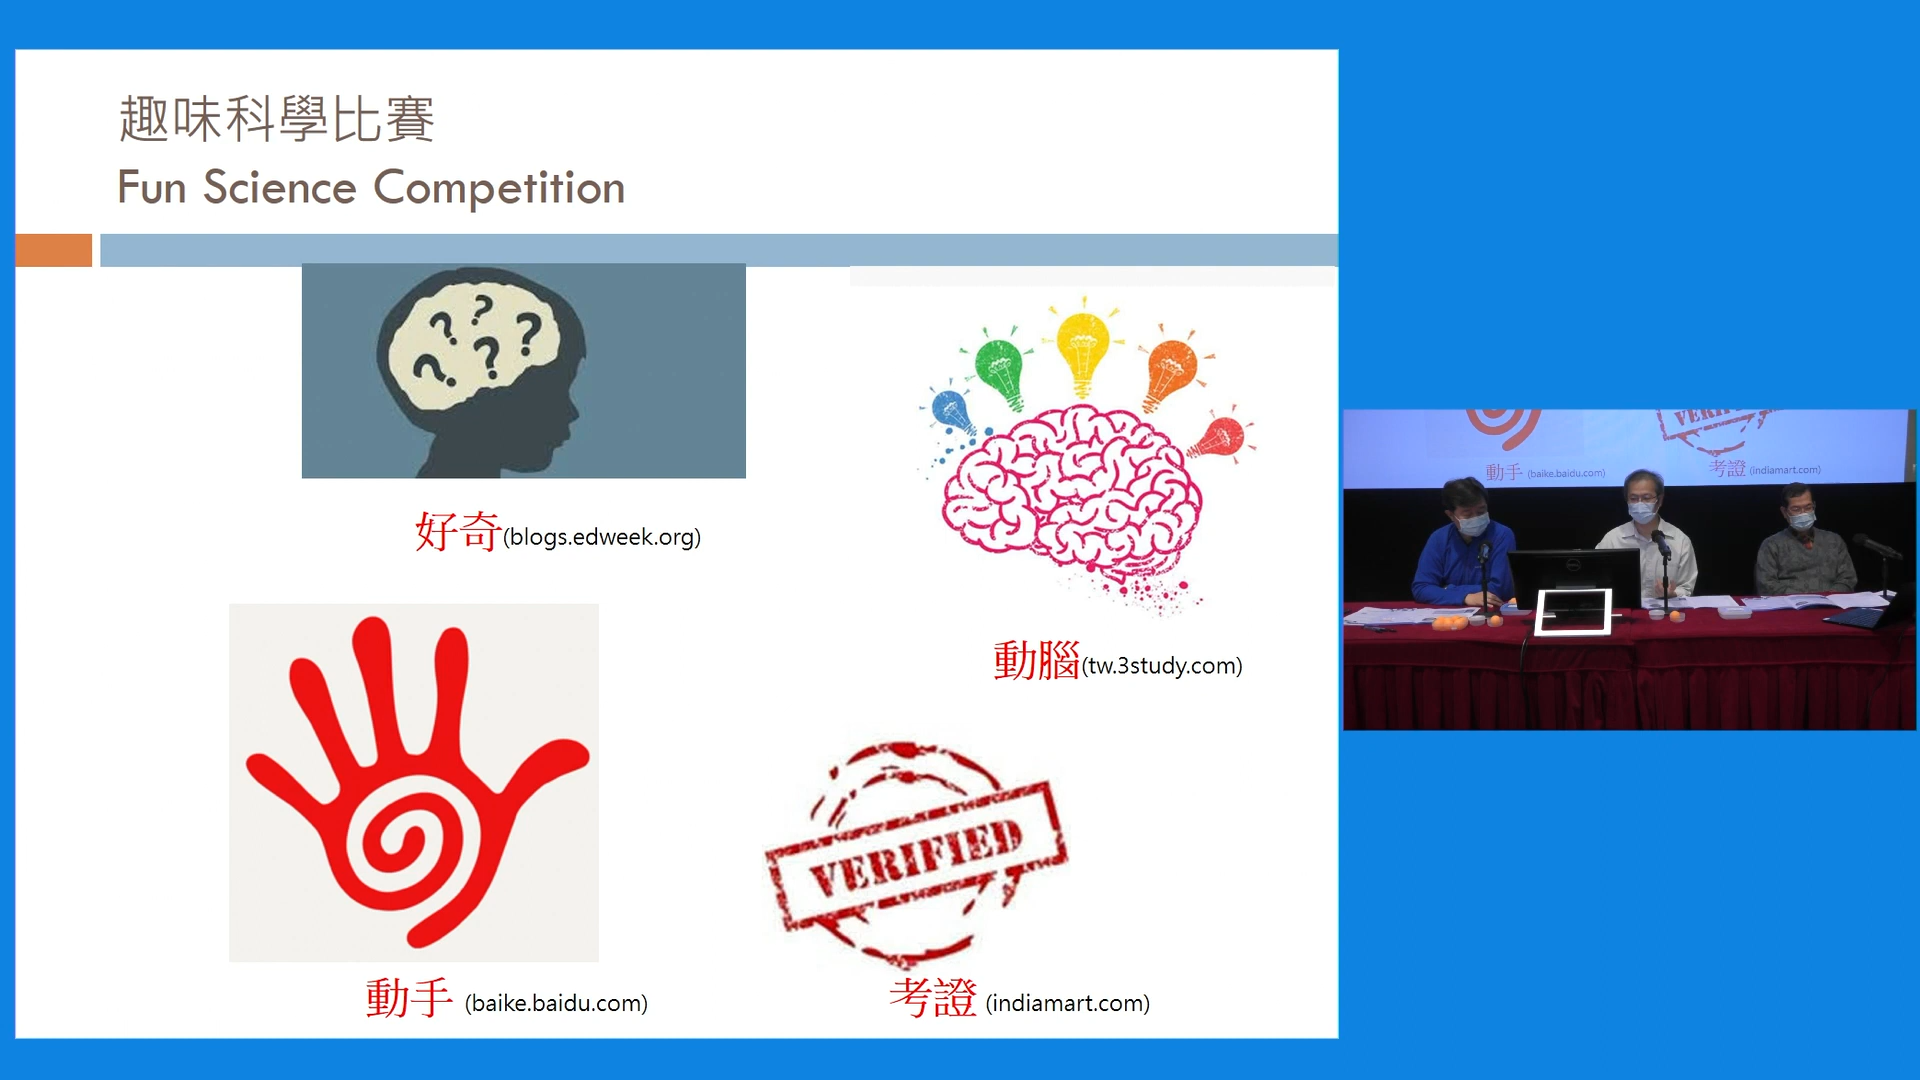 趣味科學比賽
Fun Science Competition
好奇(blogs.edweek.org)
動腦(tw.3study.com)
VERIFIED
動手 (baike.baidu.com)
考證 (indiamart.com)
VERIFIED
動手 (baike.baidu.com)
考證 (indiamart.com)
DELL